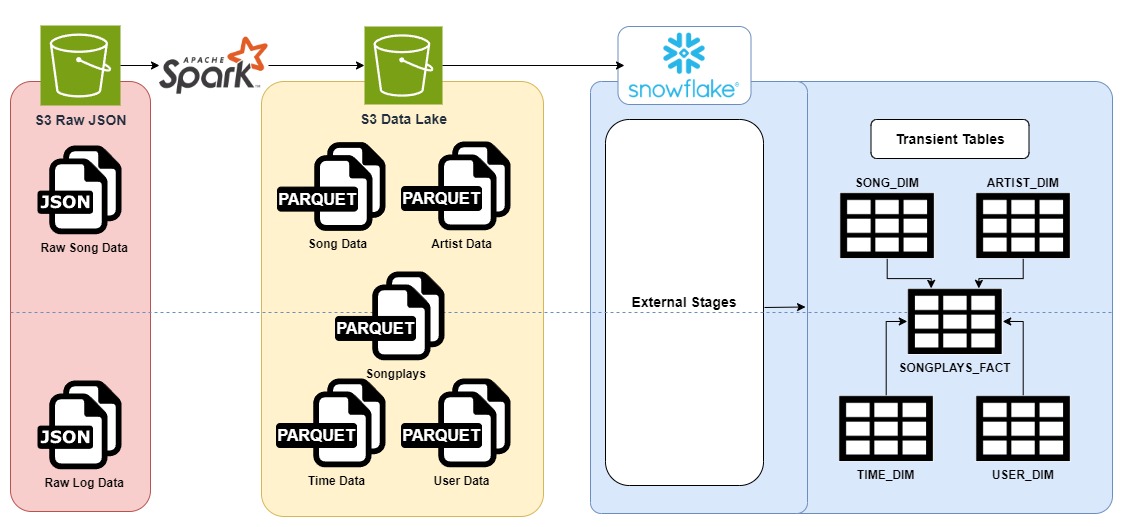 APACHE
Spark™
snowflake®
S3 Raw JSON
S3 Data Lake
Transient Tables
JSON
Raw Song Data
PARQUET
Song Data
PARQUET
Artist Data
SONG_DIM
ARTIST_DIM
PARQUET
Songplays
External Stages
SONGPLAYS_FACT
JSON
Raw Log Data
PARQUET
Time Data
PARQUET
User Data
TIME_DIM
USER_DIM